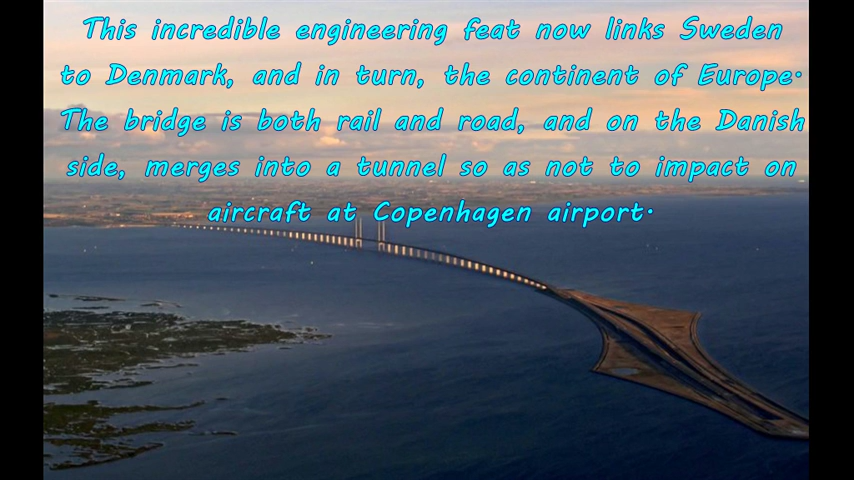 This incredible engineering feat now links Sweden
to Denmark, and in turn, the continent of Europe.
The bridge is both rail and road, and on the Danish
side, merges into a tunnel so as not to impact on
aircraft at Copenhagen airport.